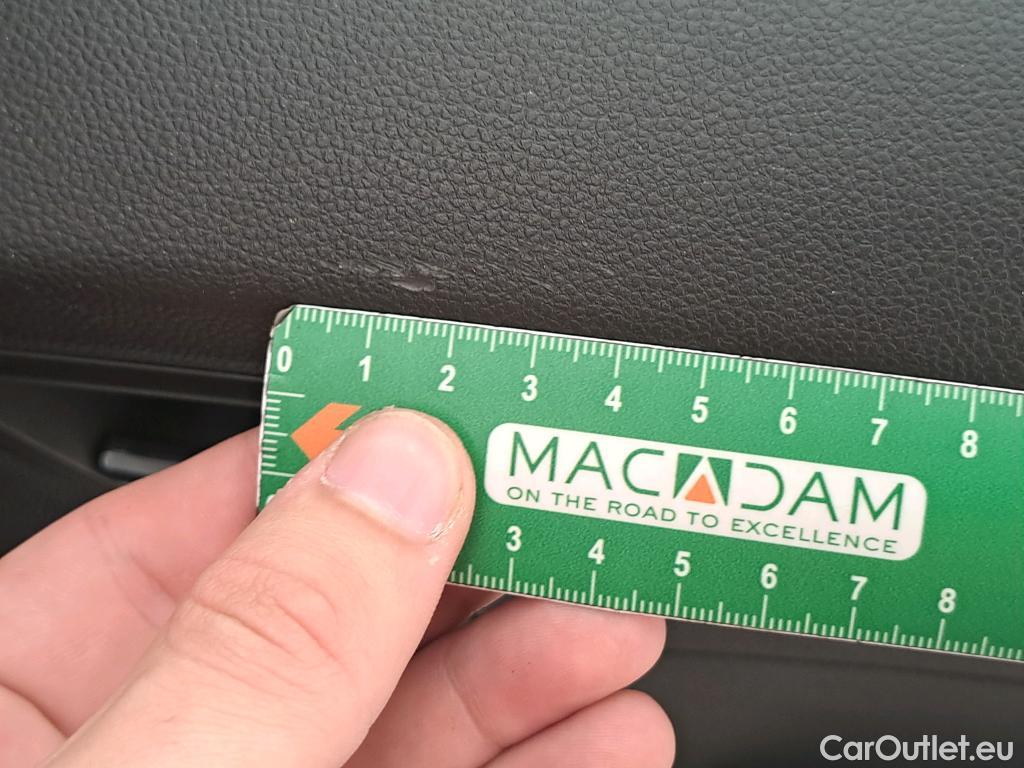 0 1 2 3 4 5 6 7 8
MACADAM
ON THE ROAD TO EXCELLENCE
3 4 5 6 7 8
CarOutlet.eu